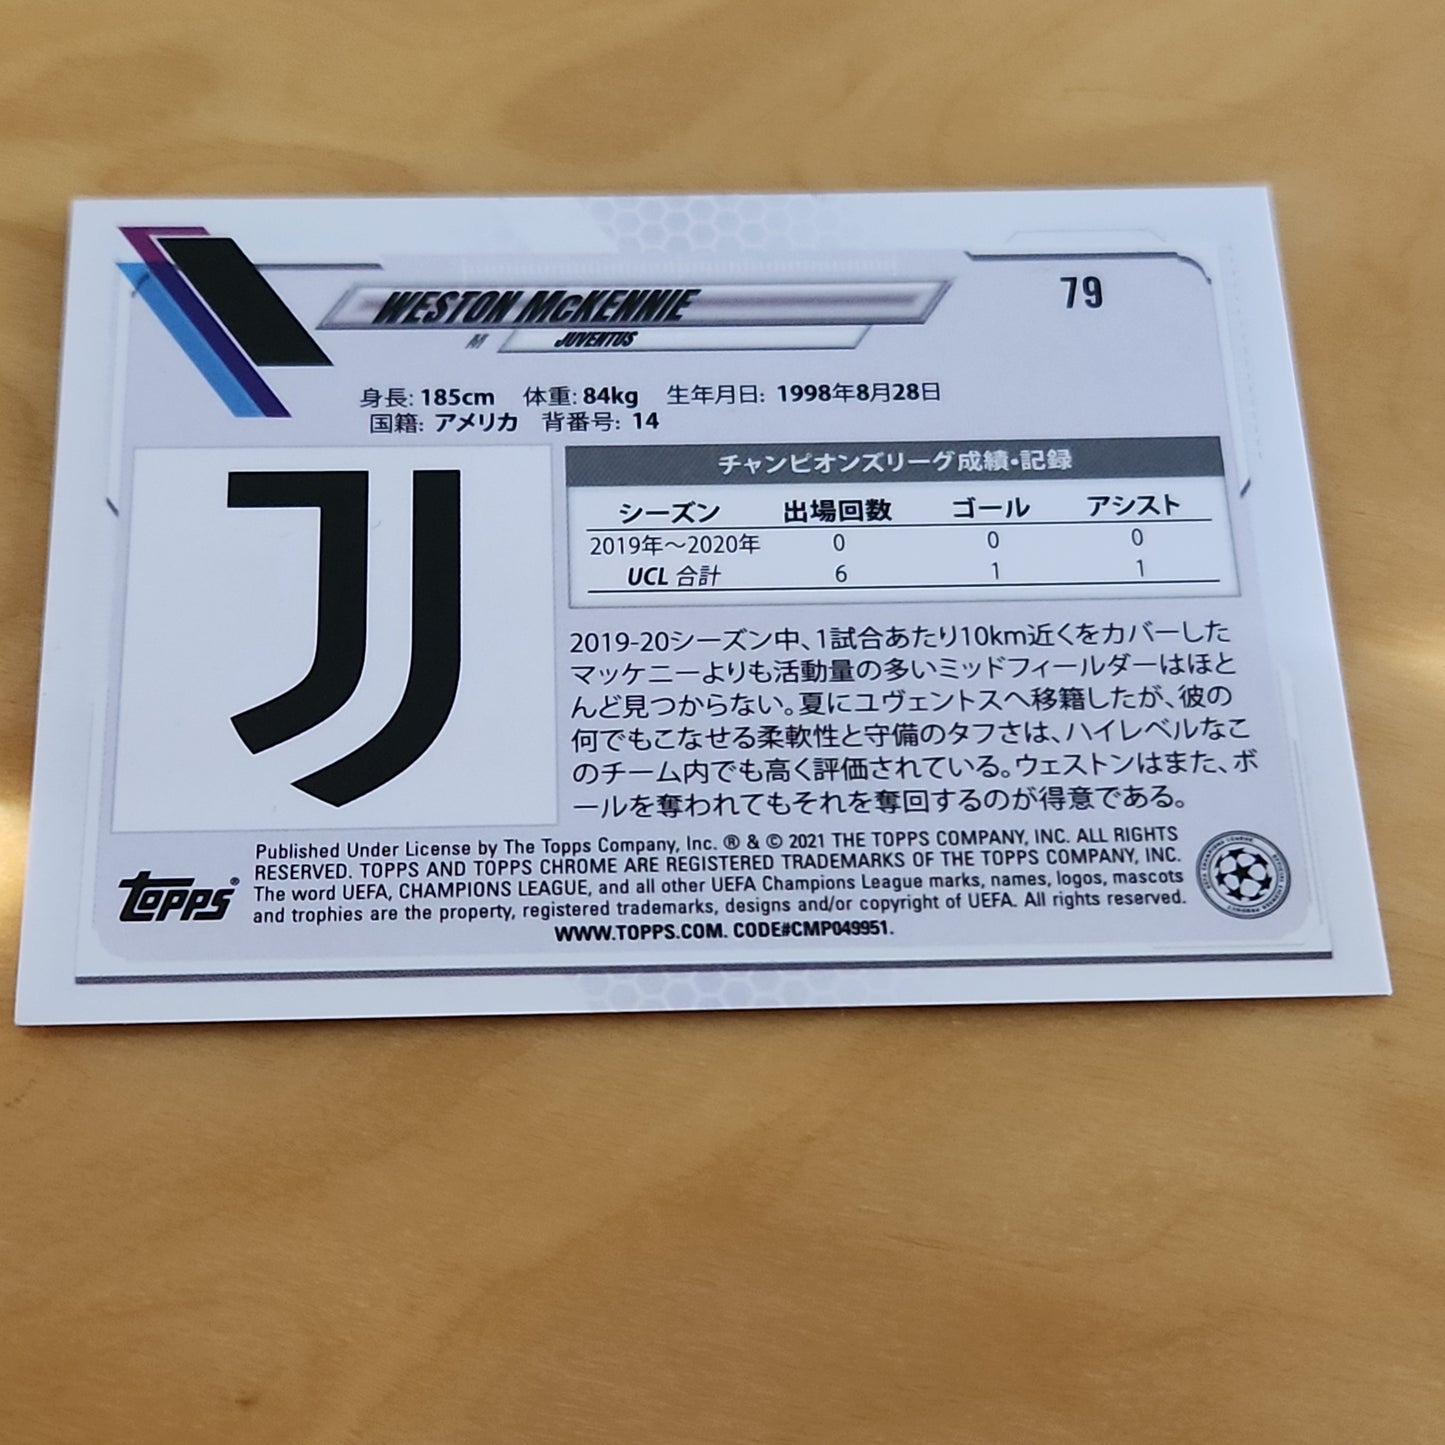 WESTON McKENNIE
79
M JUVENTUS
身長: 185cm 体重: 84kg 生年月日: 1998年8月28日
国籍: アメリカ 背番号: 14
チャンピオンズリーグ成績・記録
シーズン 出場回数 ゴール アシスト
2019年〜2020年 0 0 0
UCL 合計 6 1 1
2019-20シーズン中、1試合あたり10km近くをカバーした
マッケニーよりも活動量の多いミッドフィールダーはほと
んど見つからない。夏にユヴェントスへ移籍したが、彼の
何でもこなせる柔軟性と守備のタフさは、ハイレベルなこ
のチーム内でも高く評価されている。ウェストンはまた、ボ
ールを奪われてもそれを奪回するのが得意である。
Published Under License by The Topps Company, Inc. ® & © 2021 THE TOPPS COMPANY, INC. ALL RIGHTS
RESERVED. TOPPS AND TOPPS CHROME ARE REGISTERED TRADEMARKS OF THE TOPPS COMPANY, INC.
The word UEFA, CHAMPIONS LEAGUE, and all other UEFA Champions League marks, names, logos, mascots
and trophies are the property, registered trademarks, designs and/or copyright of UEFA. All rights reserved.
WWW.TOPPS.COM. CODE#CMP049951.
topps®